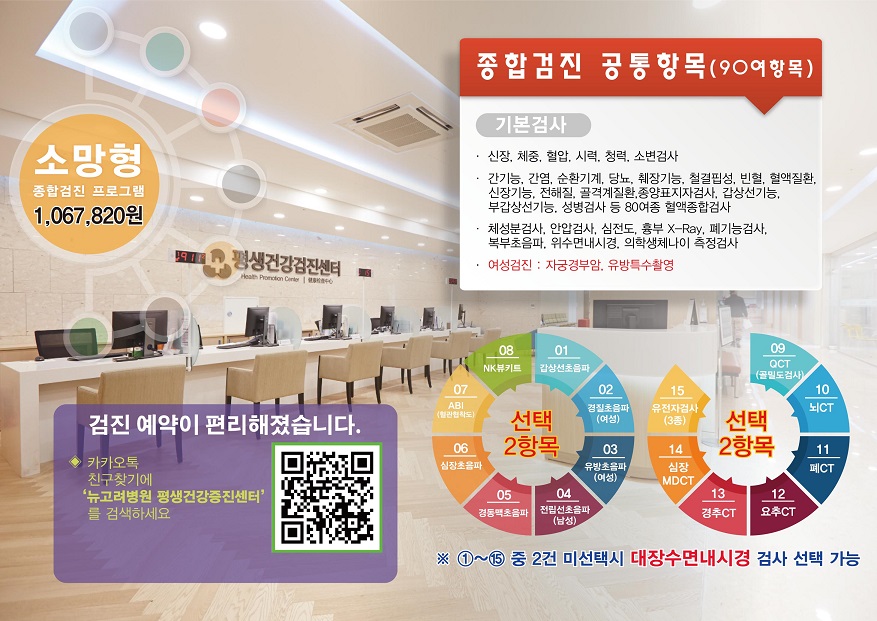 소망형
종합검진 프로그램
1,067,820원
평생건강검진센터
Health Promotion Center
종합검진 공통항목(90여항목)
기본검사
· 신장, 체중, 혈압, 시력, 청력, 소변검사
· 간기능, 간염, 순환기계, 당뇨, 췌장기능, 철결핍성, 빈혈, 혈액질환,
신장기능, 전해질, 골격계질환,종양표지자검사, 갑상선기능,
부갑상선기능, 성병검사 등 80여종 혈액종합검사
· 체성분검사, 안압검사, 심전도, 흉부 X-Ray, 폐기능검사,
복부초음파, 위수면내시경, 의학생체나이 측정검사
· 여성검진 : 자궁경부암, 유방특수촬영
검진 예약이 편리해졌습니다.
◈ 카카오톡
친구찾기에
‘뉴고려병원 평생건강증진센터’
를 검색하세요
선택
2항목
01
갑상선초음파
02
경질초음파
(여성)
03
유방초음파
(여성)
04
전립선초음파
(남성)
05
경동맥초음파
06
심장초음파
07
ABI
08
NK뷰키트
선택
2항목
09
QCT
(골밀도검사)
10
뇌CT
11
폐CT
12
요추CT
13
경추CT
14
심장
MDCT
15
유전자검사
(3종)
※ ①~⑮ 중 2건 미선택시 대장수면내시경 검사 선택 가능